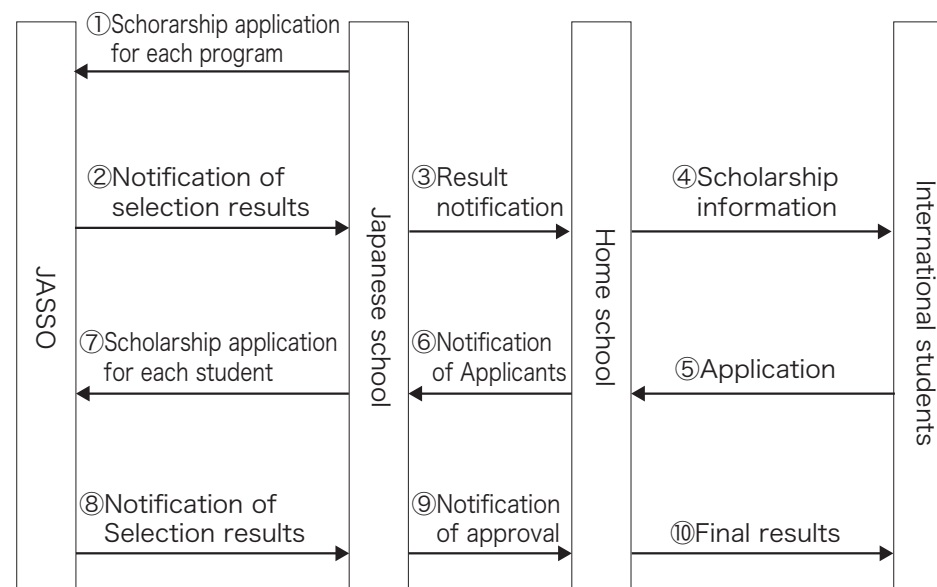 ①Schorarship application
for each program
②Notification of
selection results
③Result
notification
④Scholarship
information
JASSO
Japanese school
Home school
International students
⑦Scholarship application
for each student
⑥Notification
of Applicants
⑤Application
⑧Notification of
Selection results
⑨Notification
of approval
⑩Final results